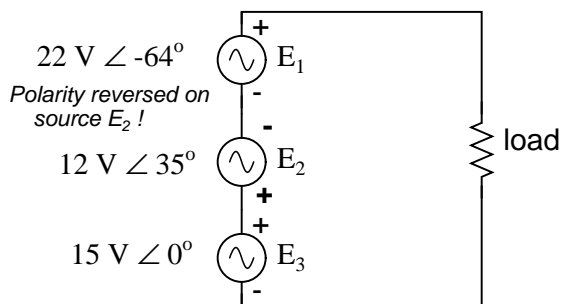 +
22 V ∠ -64° E₁
Polarity reversed on
source E₂ !
-
-
12 V ∠ 35° E₂
load
+
+
15 V ∠ 0° E₃
-